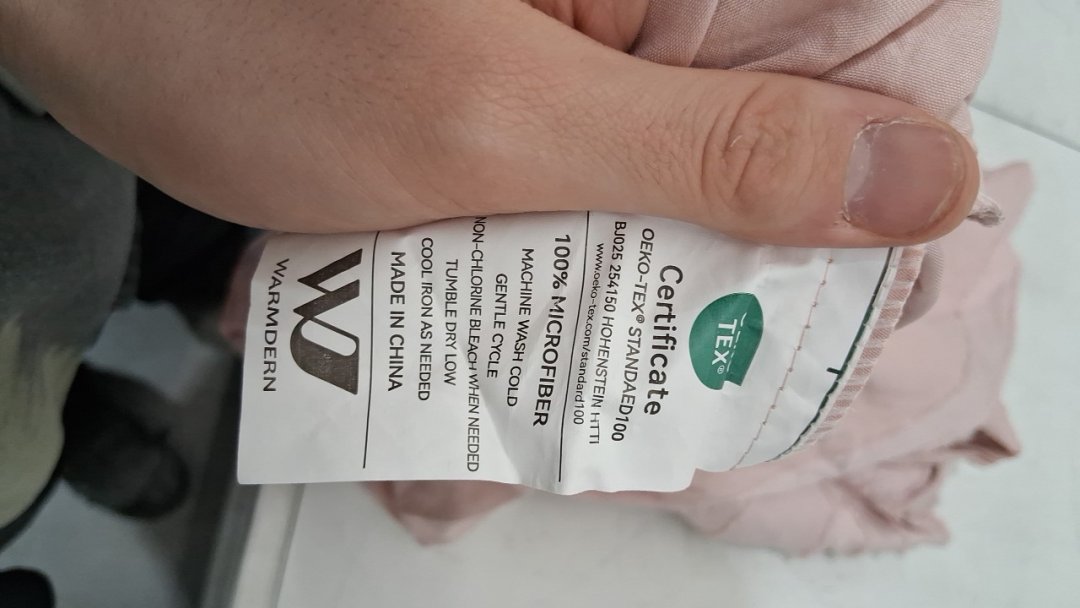 TEX®
Certificate
OEKO-TEX® STANDAED100
BJ025 254150 HOHENSTEIN HTTI
www.oeko-tex.com/standard100
100% MICROFIBER
MACHINE WASH COLD
GENTLE CYCLE
NON-CHLORINE BLEACH WHEN NEEDED
TUMBLE DRY LOW
COOL IRON AS NEEDED
MADE IN CHINA
W
WARMDERN